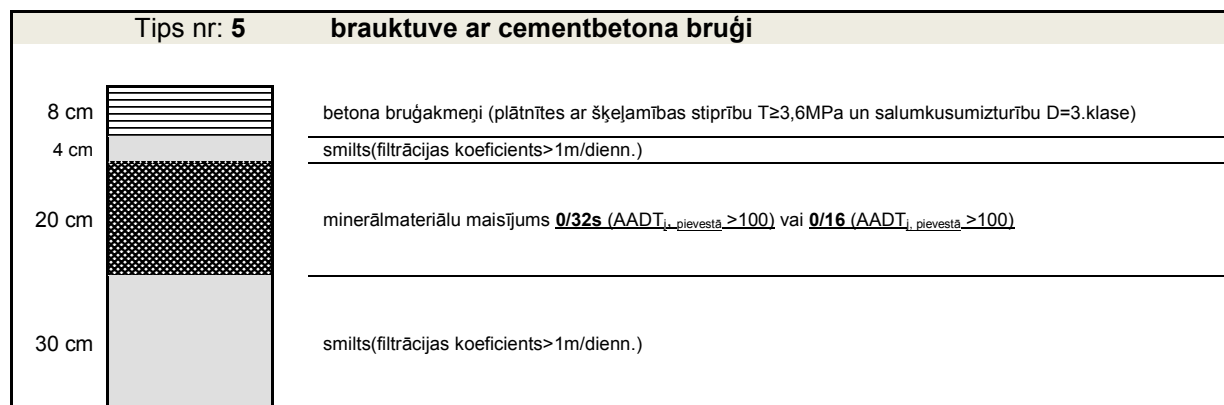 Tips nr: 5 brauktuve ar cementbetona bruģi
8 cm betona bruģakmeņi (plātnītes ar šķeļamības stiprību T≥3,6MPa un salumkusumizturību D=3.klase)
4 cm smilts(filtrācijas koeficients>1m/dienn.)
20 cm minerālmateriālu maisījums 0/32s (AADTj, pievestā >100) vai 0/16 (AADTj, pievestā >100)
30 cm smilts(filtrācijas koeficients>1m/dienn.)